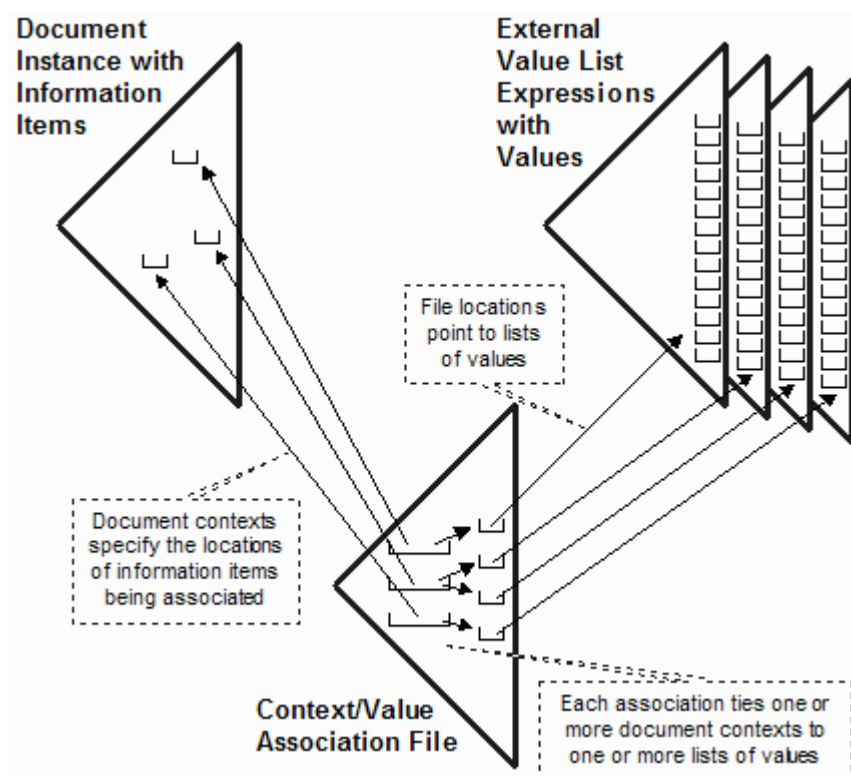 Document
Instance with
Information
Items
External
Value List
Expressions
with
Values
File locations
point to lists
of values
Document contexts
specify the locations
of information items
being associated
Context/Value
Association File
Each association ties one or
more document contexts to
one or more lists of values